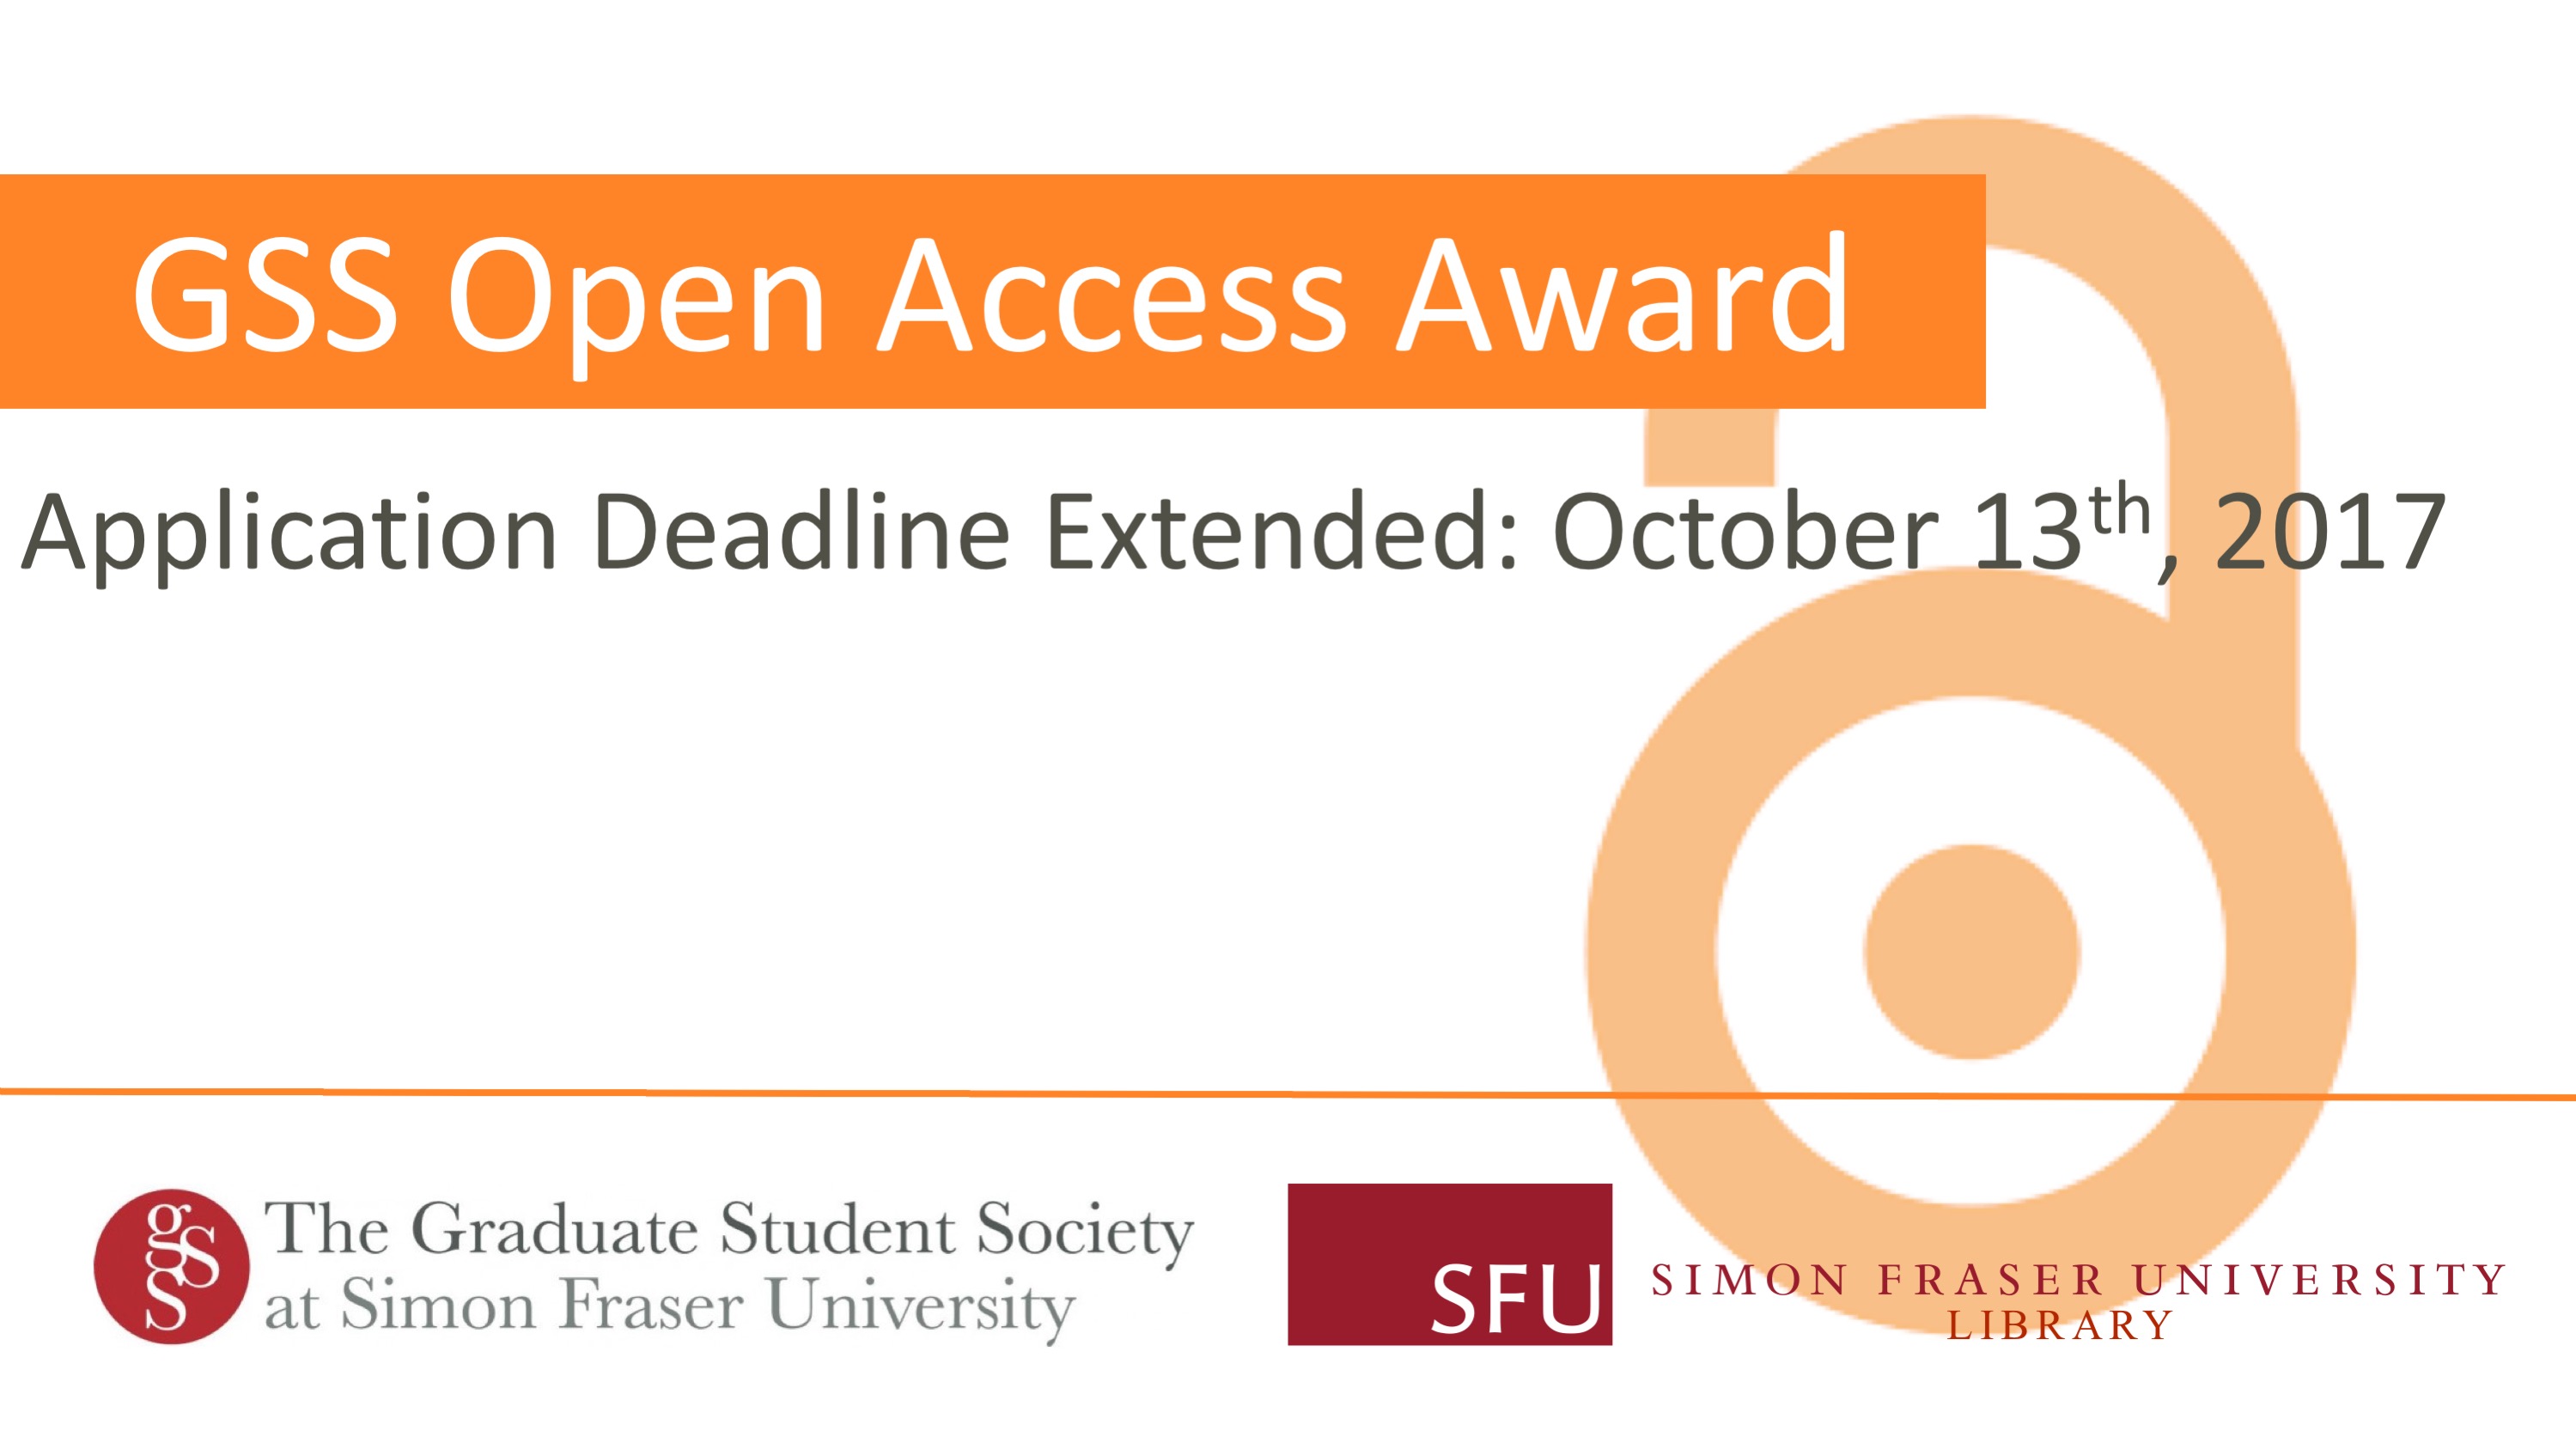 GSS Open Access Award
Application Deadline Extended: October 13th, 2017
gss
The Graduate Student Society
at Simon Fraser University
SFU
SIMON FRASER UNIVERSITY
LIBRARY